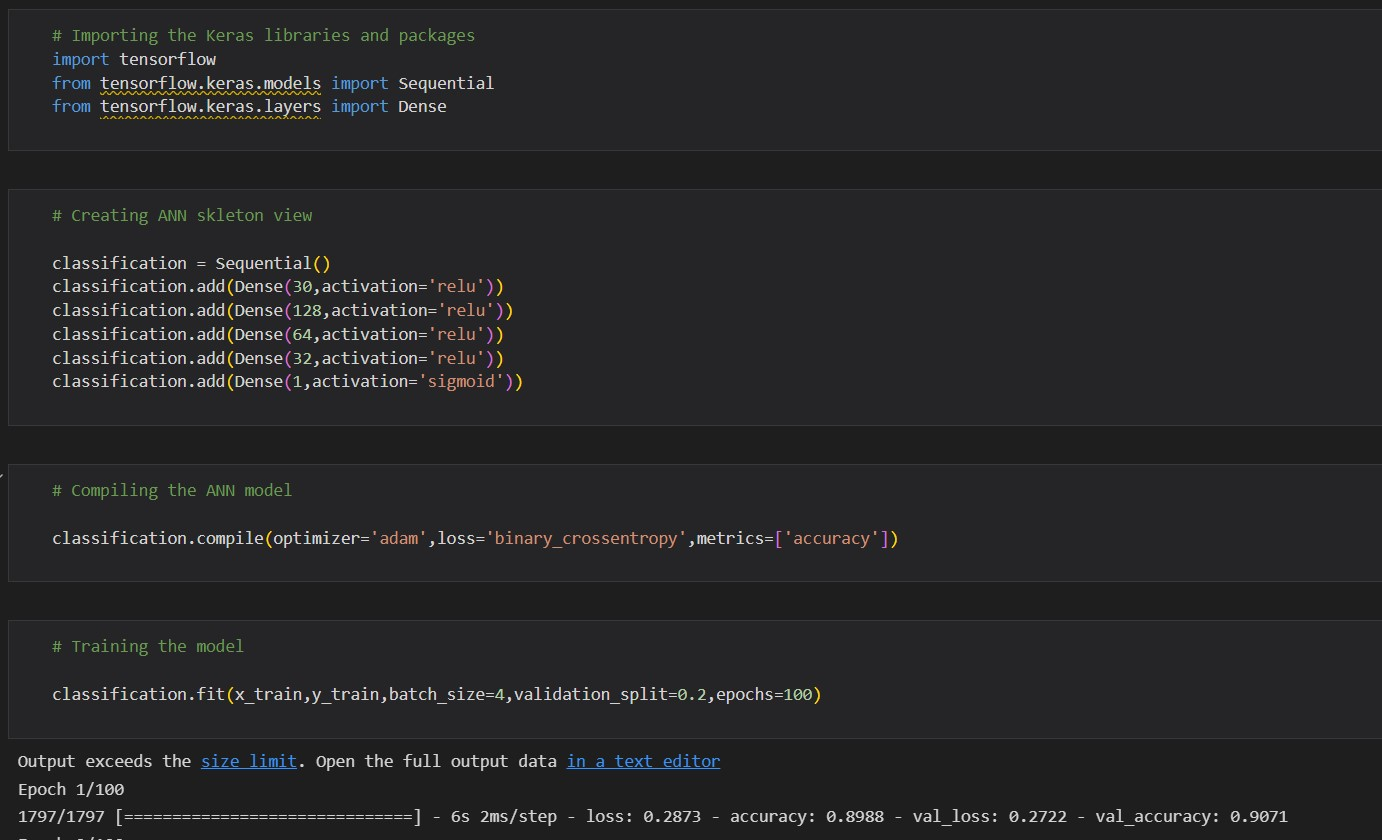 # Importing the Keras libraries and packages
import tensorflow
from tensorflow.keras.models import Sequential
from tensorflow.keras.layers import Dense
# Creating ANN skleton view
classification = Sequential()
classification.add(Dense(30,activation='relu'))
classification.add(Dense(128,activation='relu'))
classification.add(Dense(64,activation='relu'))
classification.add(Dense(32,activation='relu'))
classification.add(Dense(1,activation='sigmoid'))
# Compiling the ANN model
classification.compile(optimizer='adam',loss='binary_crossentropy',metrics=['accuracy'])
# Training the model
classification.fit(x_train,y_train,batch_size=4,validation_split=0.2,epochs=100)
Output exceeds the size limit. Open the full output data in a text editor
Epoch 1/100
1797/1797 [==============================] - 6s 2ms/step - loss: 0.2873 - accuracy: 0.8988 - val_loss: 0.2722 - val_accuracy: 0.9071